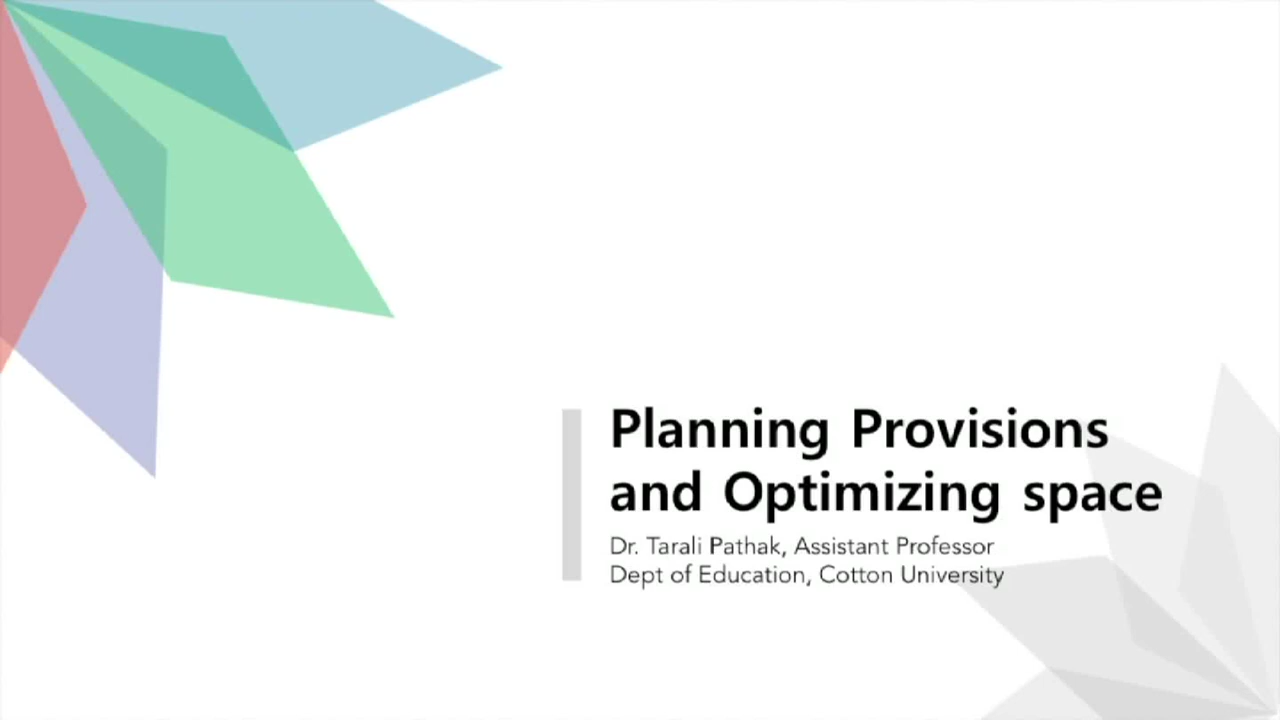 Planning Provisions
and Optimizing space
Dr. Tarali Pathak, Assistant Professor
Dept of Education, Cotton University